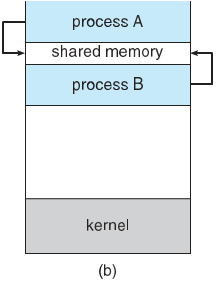 process A
shared memory
process B
kernel
(b)